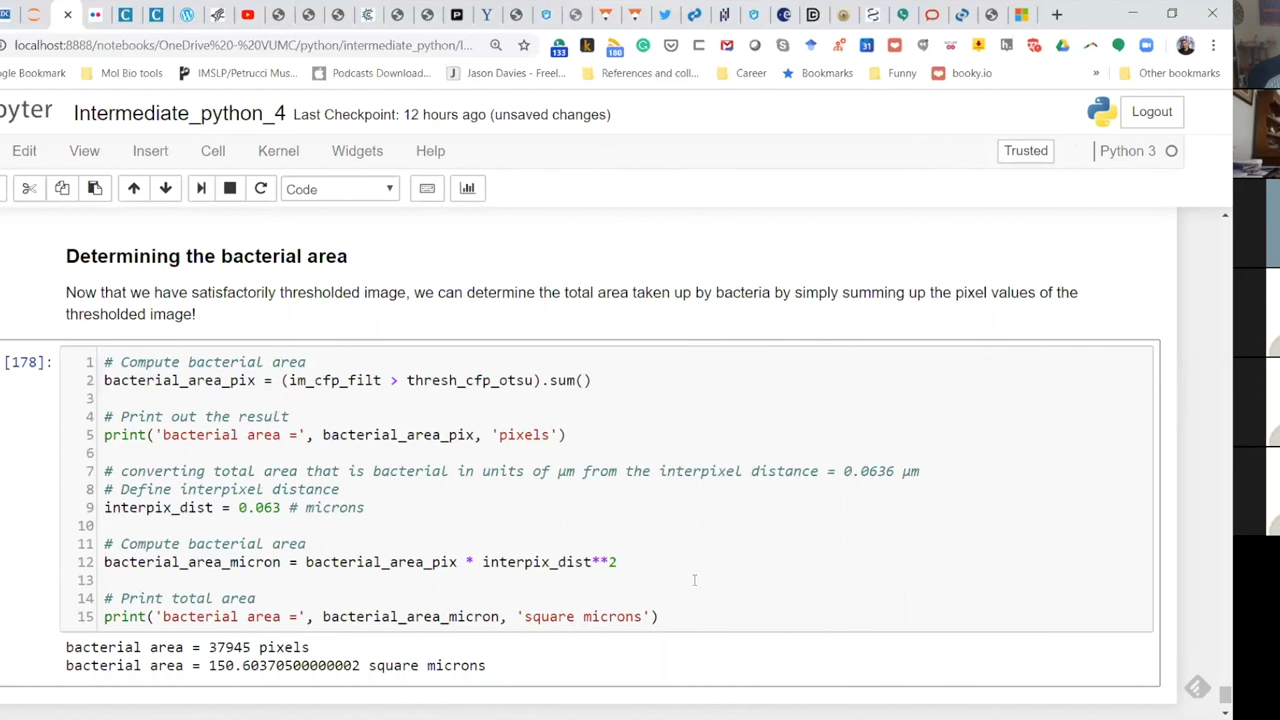 localhost:8888/notebooks/OneDrive%20-%20VUMC/python/intermediate_python/I...
133
180
31
ogle Bookmark Mol Bio tools IMSLP/Petrucci Mus... Podcasts Download... Jason Davies - Freel... References and coll... Career Bookmarks Funny booky.io » Other bookmarks
pyter Intermediate_python_4 Last Checkpoint: 12 hours ago (unsaved changes) Logout
Edit View Insert Cell Kernel Widgets Help Trusted Python 3
Code
Determining the bacterial area
Now that we have satisfactorily thresholded image, we can determine the total area taken up by bacteria by simply summing up the pixel values of the
thresholded image!
[178]:
1 # Compute bacterial area
2 bacterial_area_pix = (im_cfp_filt > thresh_cfp_otsu).sum()
3
4 # Print out the result
5 print('bacterial area =', bacterial_area_pix, 'pixels')
6
7 # converting total area that is bacterial in units of µm from the interpixel distance = 0.0636 µm
8 # Define interpixel distance
9 interpix_dist = 0.063 # microns
10
11 # Compute bacterial area
12 bacterial_area_micron = bacterial_area_pix * interpix_dist**2
13
14 # Print total area
15 print('bacterial area =', bacterial_area_micron, 'square microns')
bacterial area = 37945 pixels
bacterial area = 150.60370500000002 square microns